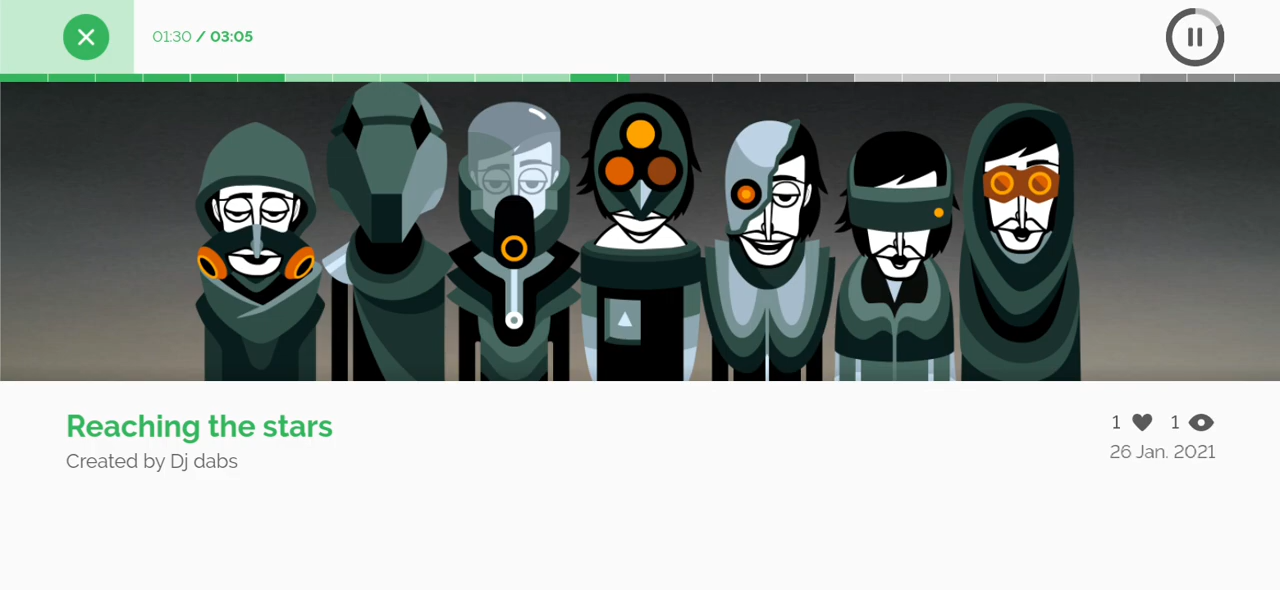 01:30 / 03:05
Reaching the stars
Created by Dj dabs
1 1
26 Jan. 2021